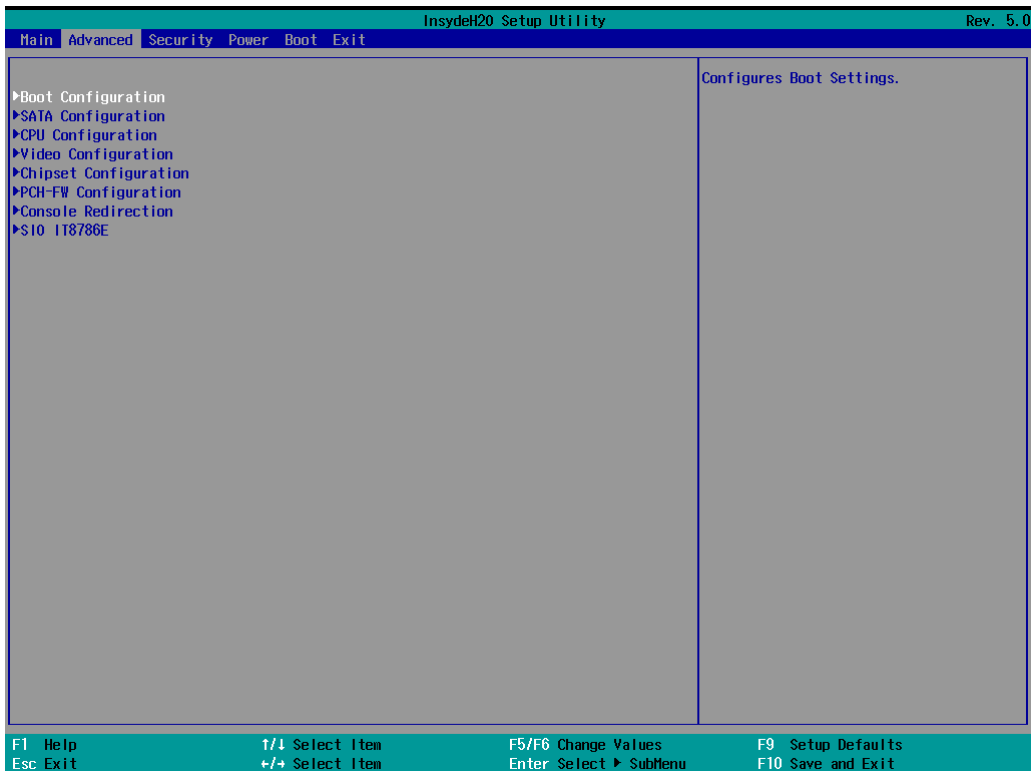 InsydeH2O Setup Utility Rev. 5.0
Main Advanced Security Power Boot Exit
Configures Boot Settings.
▶Boot Configuration
▶SATA Configuration
▶CPU Configuration
▶Video Configuration
▶Chipset Configuration
▶PCH-FW Configuration
▶Console Redirection
▶SIO IT8786E
F1 Help ↑/↓ Select Item F5/F6 Change Values F9 Setup Defaults
Esc Exit ←/→ Select Item Enter Select ▶ SubMenu F10 Save and Exit